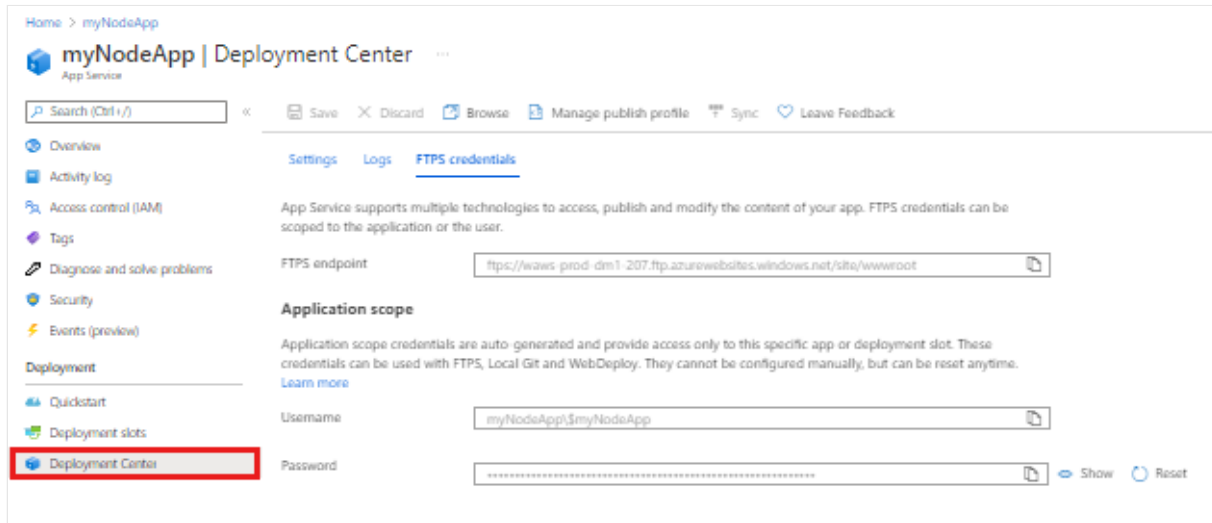 Home > myNodeApp
myNodeApp | Deployment Center ...
App Service
Search (Ctrl+/)
«
Save
Discard
Browse
Manage publish profile
Sync
Leave Feedback
Overview
Activity log
Access control (IAM)
Tags
Diagnose and solve problems
Security
Events (preview)
Deployment
Quickstart
Deployment slots
Deployment Center
Settings Logs FTPS credentials
App Service supports multiple technologies to access, publish and modify the content of your app. FTPS credentials can be
scoped to the application or the user.
FTPS endpoint
ftps://waws-prod-dm1-207.ftp.azurewebsites.windows.net/site/wwwroot
Application scope
Application scope credentials are auto-generated and provide access only to this specific app or deployment slot. These
credentials can be used with FTPS, Local Git and WebDeploy. They cannot be configured manually, but can be reset anytime.
Learn more
Username
myNodeApp\$myNodeApp
Password
Show
Reset